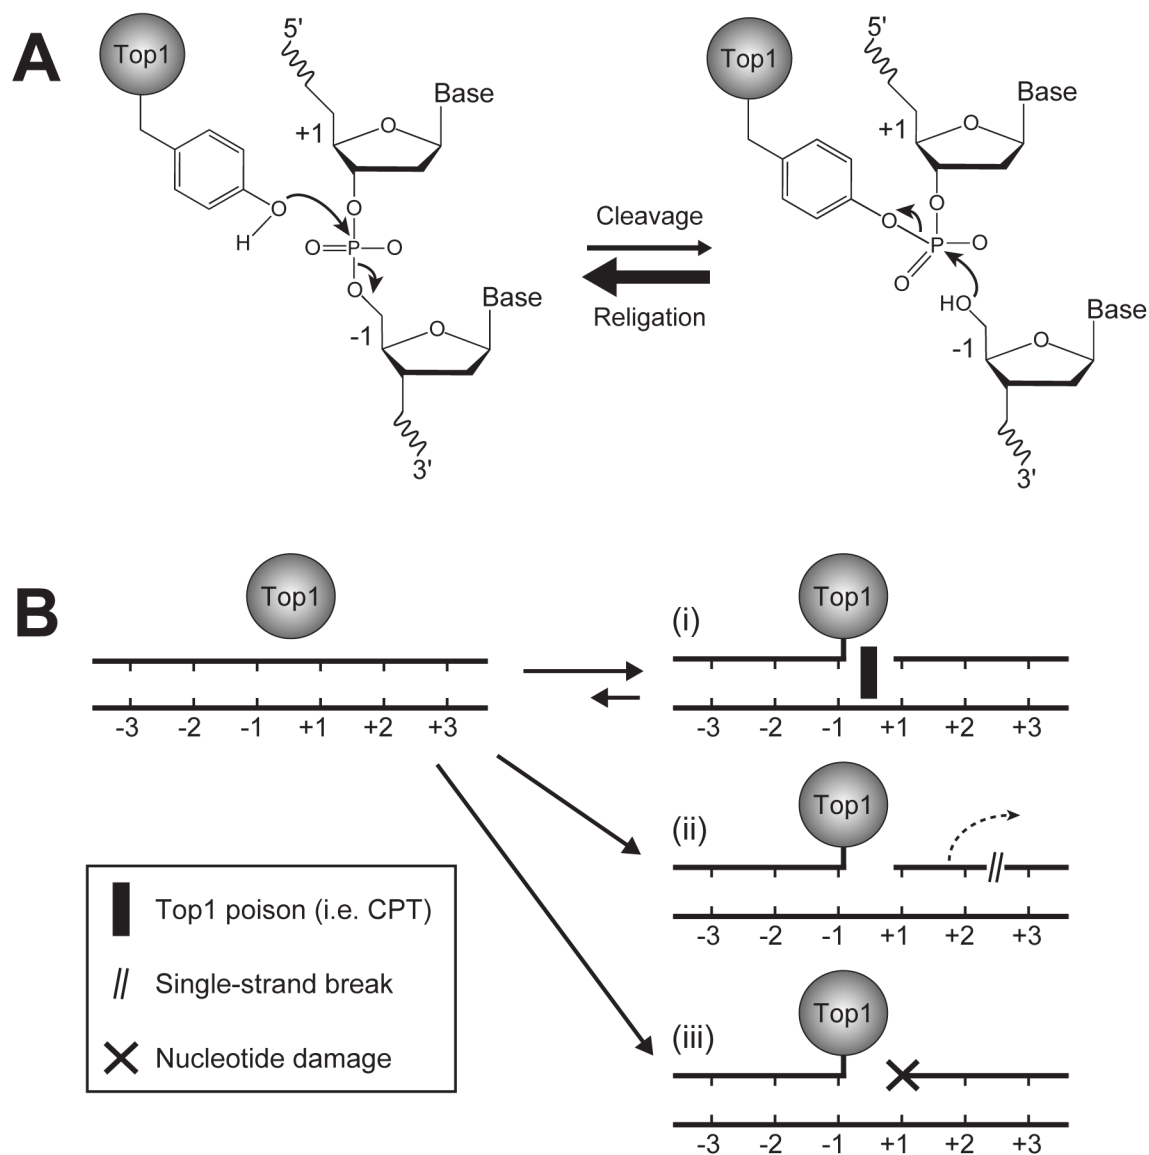 A
Top1
5'
Base
+1
O
O
H
O
O=P–O
O
Base
O
-1
3'
Cleavage
Religation
Top1
5'
Base
+1
O
O
O
P–O
O
HO
Base
O
-1
3'
B
Top1
-3 -2 -1 +1 +2 +3
(i)
Top1
-3 -2 -1 +1 +2 +3
(ii)
Top1
-3 -2 -1 +1 +2 +3
(iii)
Top1
-3 -2 -1 +1 +2 +3
Top1 poison (i.e. CPT)
Single-strand break
Nucleotide damage